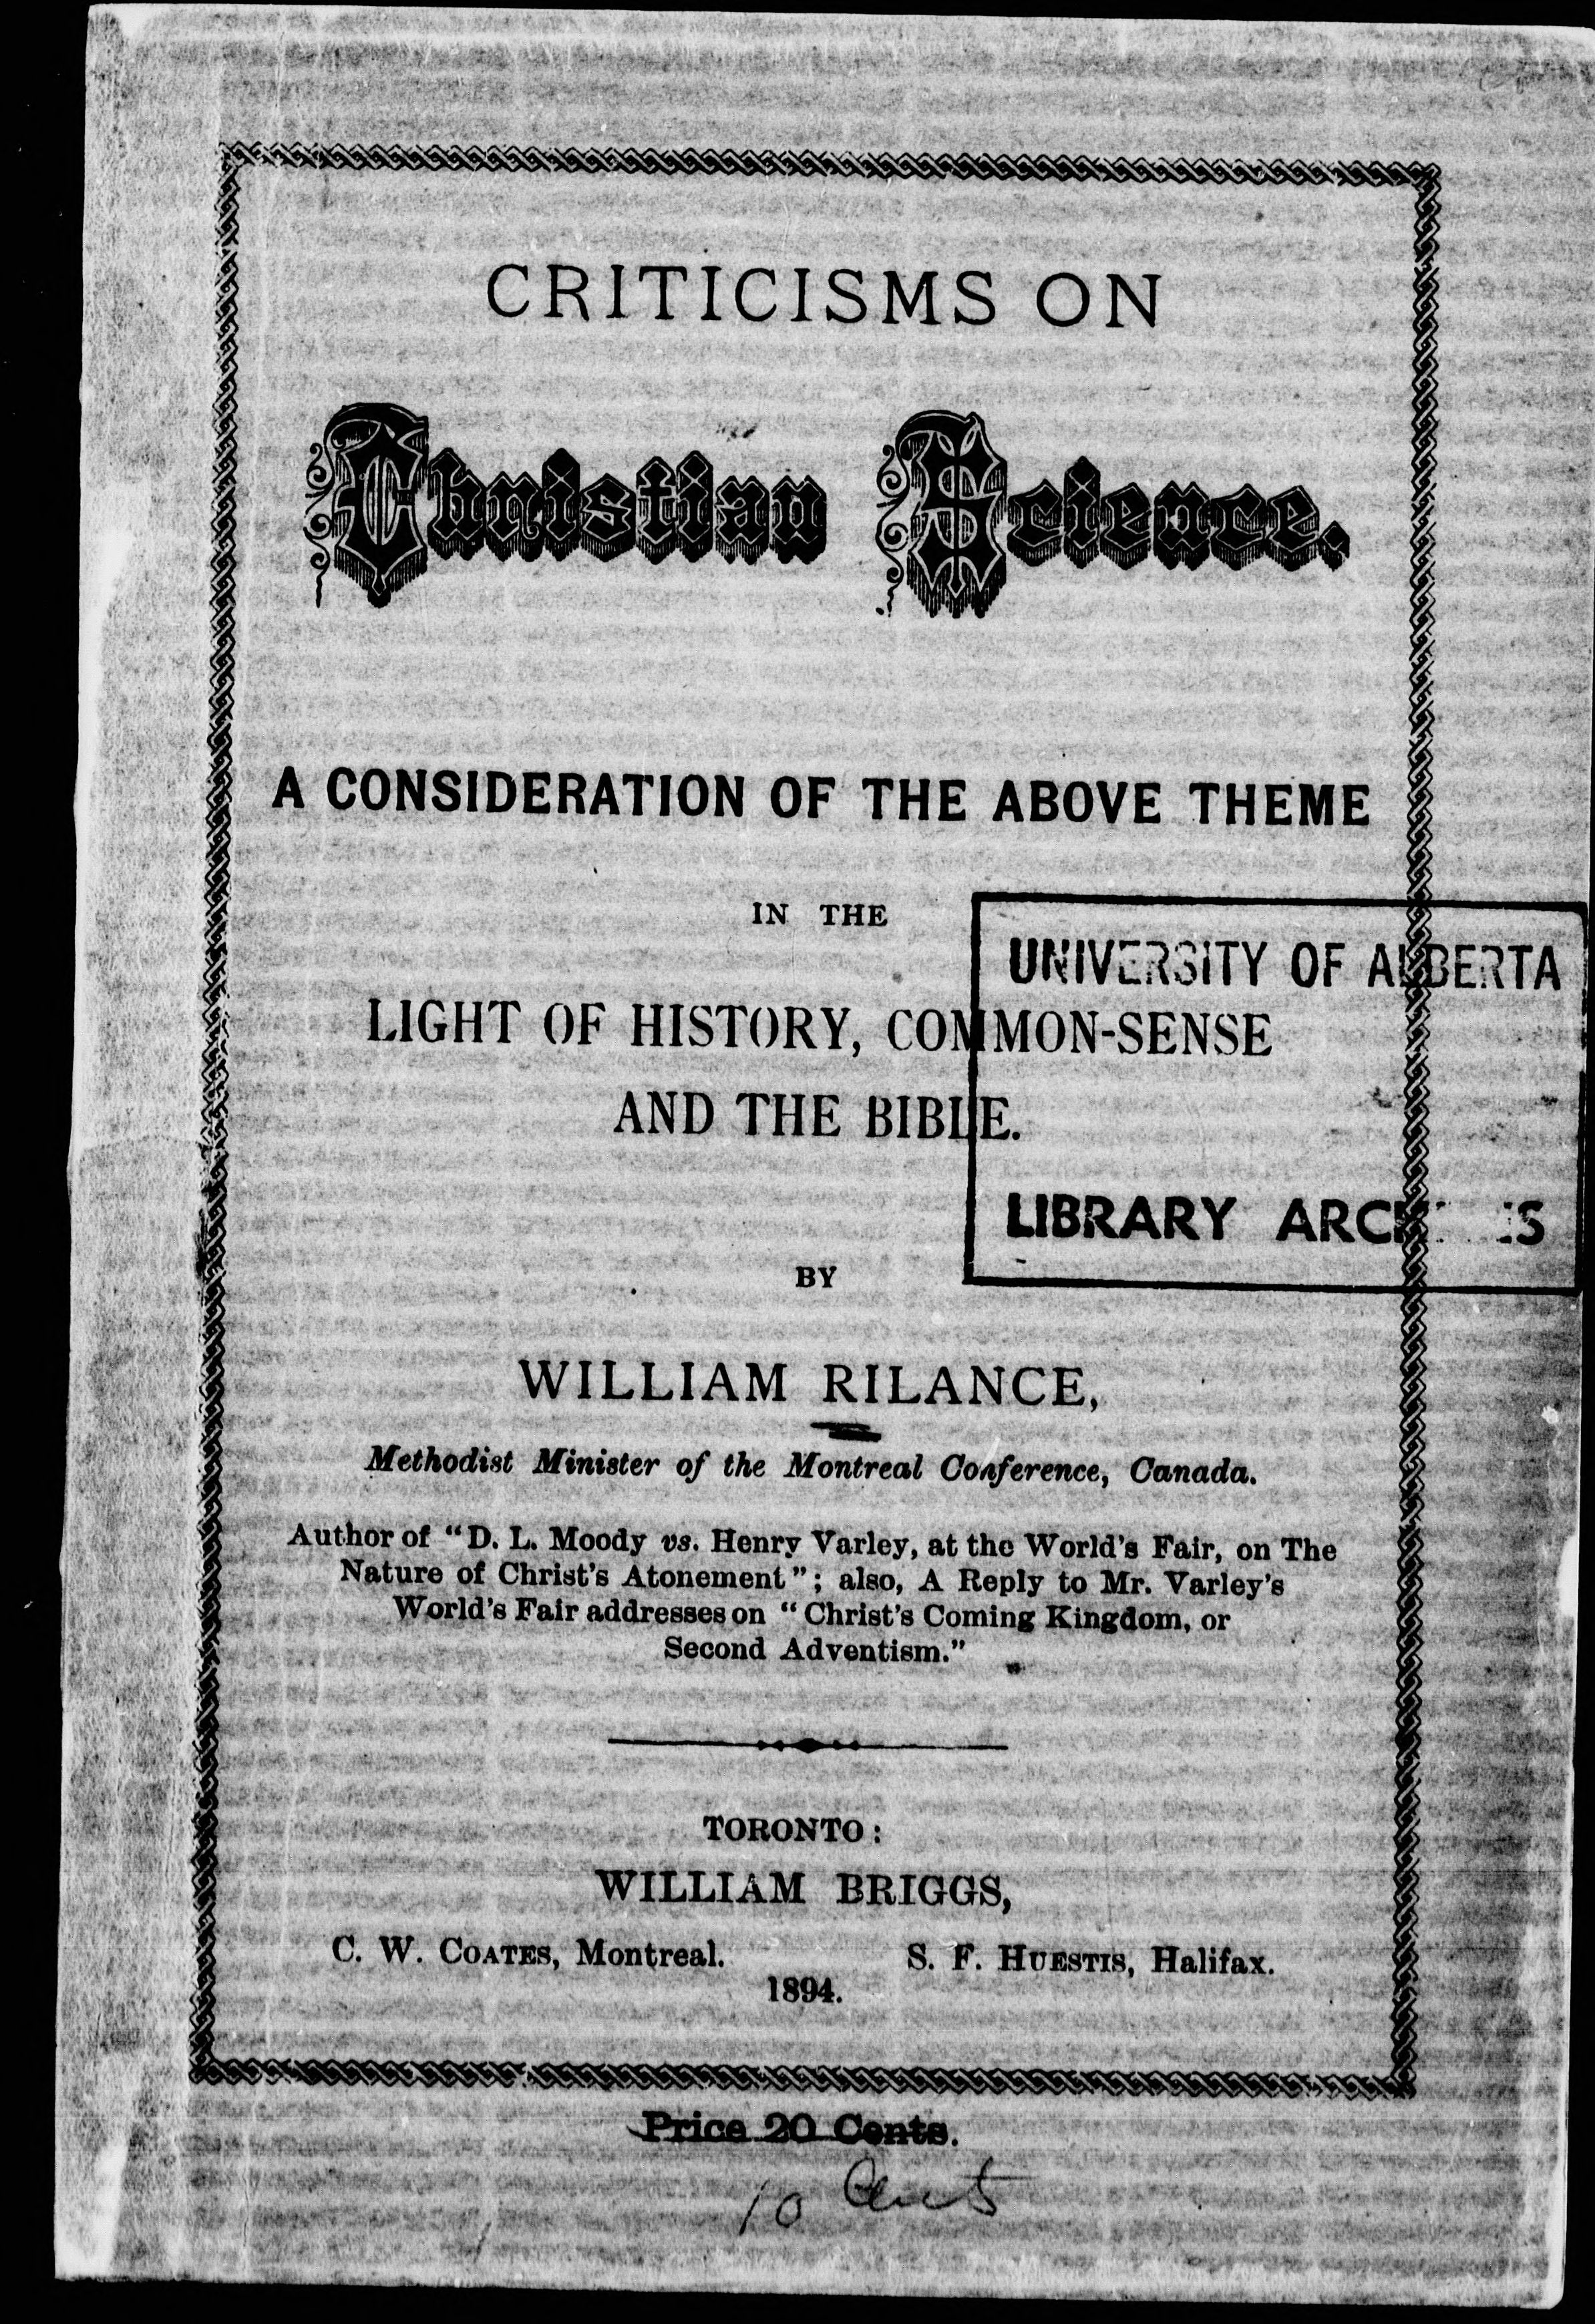 CRITICISMS ON
Christian Science.
A CONSIDERATION OF THE ABOVE THEME
IN THE
LIGHT OF HISTORY, COMMON-SENSE
AND THE BIBLE.
UNIVERSITY OF ALBERTA
LIBRARY
BY
WILLIAM RILANCE,
Methodist Minister of the Montreal Conference, Canada.
Author of "D. L. Moody vs. Henry Varley, at the World's Fair, on The
Nature of Christ's Atonement"; also, A Reply to Mr. Varley's
World's Fair addresses on "Christ's Coming Kingdom, or
Second Adventism."
TORONTO:
WILLIAM BRIGGS,
C. W. COATES, Montreal. S. F. HUESTIS, Halifax.
1894.
Price 20 Cents.
10 Cents